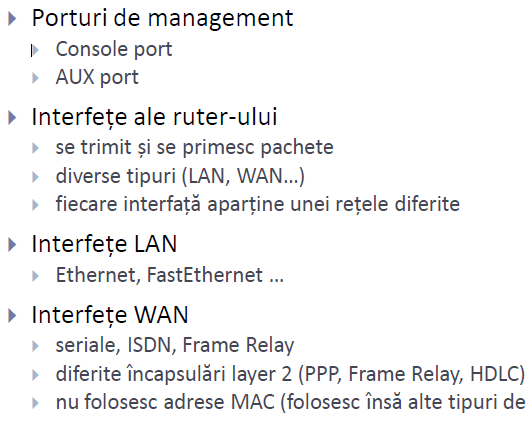 Porturi de management
Console port
AUX port
Interfețe ale ruter-ului
se trimit și se primesc pachete
diverse tipuri (LAN, WAN…)
fiecare interfață aparține unei rețele diferite
Interfețe LAN
Ethernet, FastEthernet …
Interfețe WAN
seriale, ISDN, Frame Relay
diferite încapsulări layer 2 (PPP, Frame Relay, HDLC)
nu folosesc adrese MAC (folosesc însă alte tipuri de